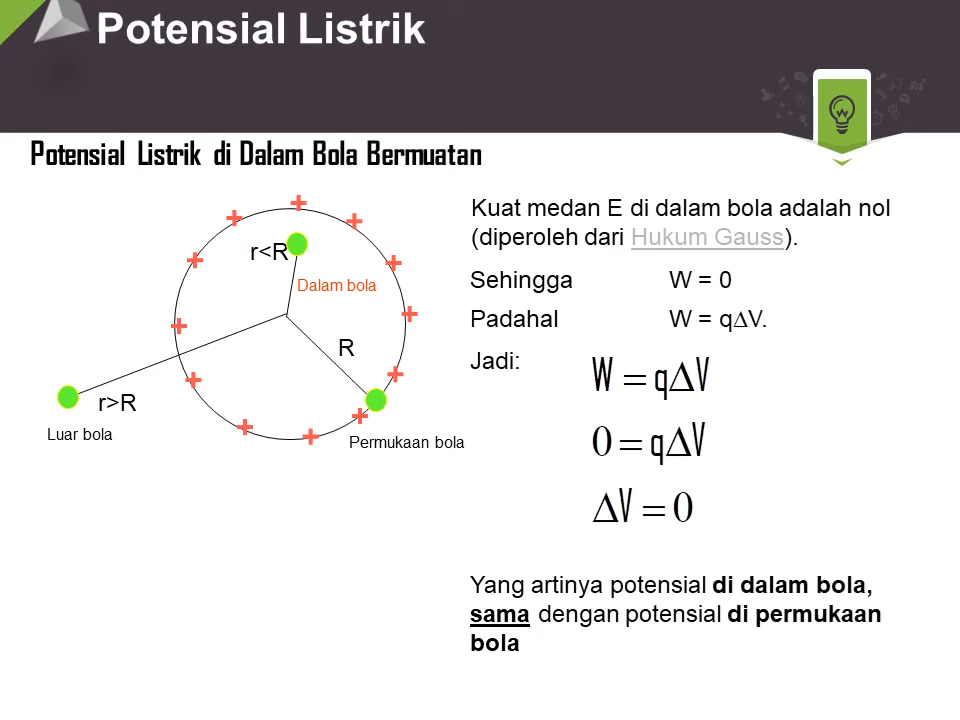 Potensial Listrik
Potensial Listrik di Dalam Bola Bermuatan
r<R
Dalam bola
R
r>R
Luar bola
Permukaan bola
Kuat medan E di dalam bola adalah nol
(diperoleh dari Hukum Gauss).
Sehingga W = 0
Padahal W = q∆V.
Jadi:
W = qΔV
0 = qΔV
ΔV = 0
Yang artinya potensial di dalam bola,
sama dengan potensial di permukaan
bola